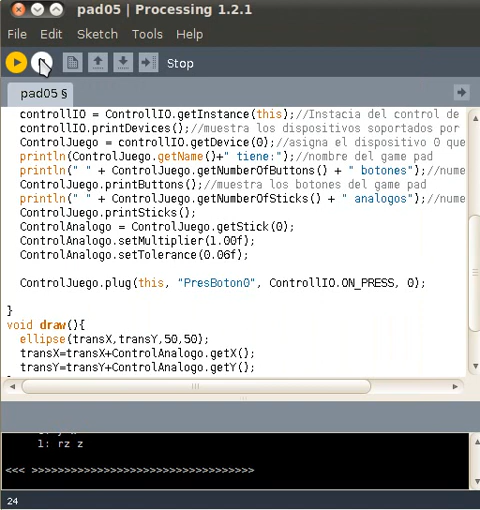 pad05 | Processing 1.2.1
File Edit Sketch Tools Help
Stop
pad05 §
controllIO = ControllIO.getInstance(this);//Instacia del control de
controllIO.printDevices();//muestra los dispositivos soportados por
ControlJuego = controllIO.getDevice(0);//asigna el dispositivo 0 que
println(ControlJuego.getName()+" tiene:");//nombre del game pad
println(" " + ControlJuego.getNumberOfButtons() + " botones");//nume
ControlJuego.printButtons();//muestra los botones del game pad
println(" " + ControlJuego.getNumberOfSticks() + " analogos");//nume
ControlJuego.printSticks();
ControlAnalogo = ControlJuego.getStick(0);
ControlAnalogo.setMultiplier(1.00f);
ControlAnalogo.setTolerance(0.06f);
ControlJuego.plug(this, "PresBoton0", ControllIO.ON_PRESS, 0);
}
void draw(){
ellipse(transX,transY,50,50);
transX=transX+ControlAnalogo.getX();
transY=transY+ControlAnalogo.getY();
1: rz z
<<< >>>>>>>>>>>>>>>>>>>>>>>>>>>>>>>>>>
24